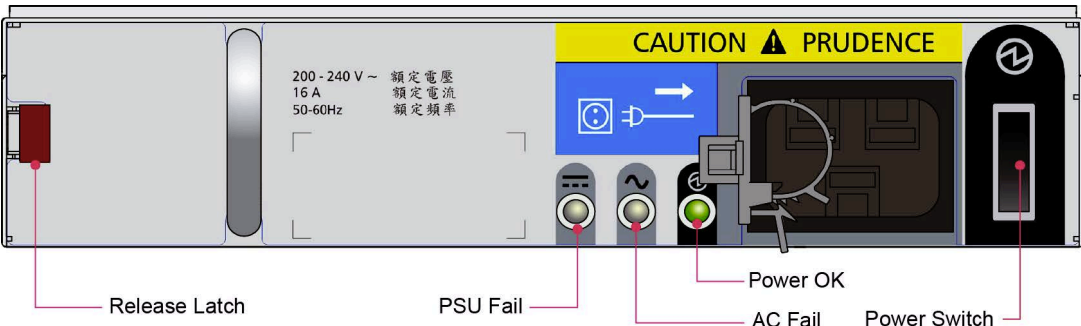 CAUTION PRUDENCE
200 - 240 V ~ 額定電壓
16 A 額定電流
50-60Hz 額定頻率
Power OK
Release Latch
PSU Fail
AC Fail
Power Switch